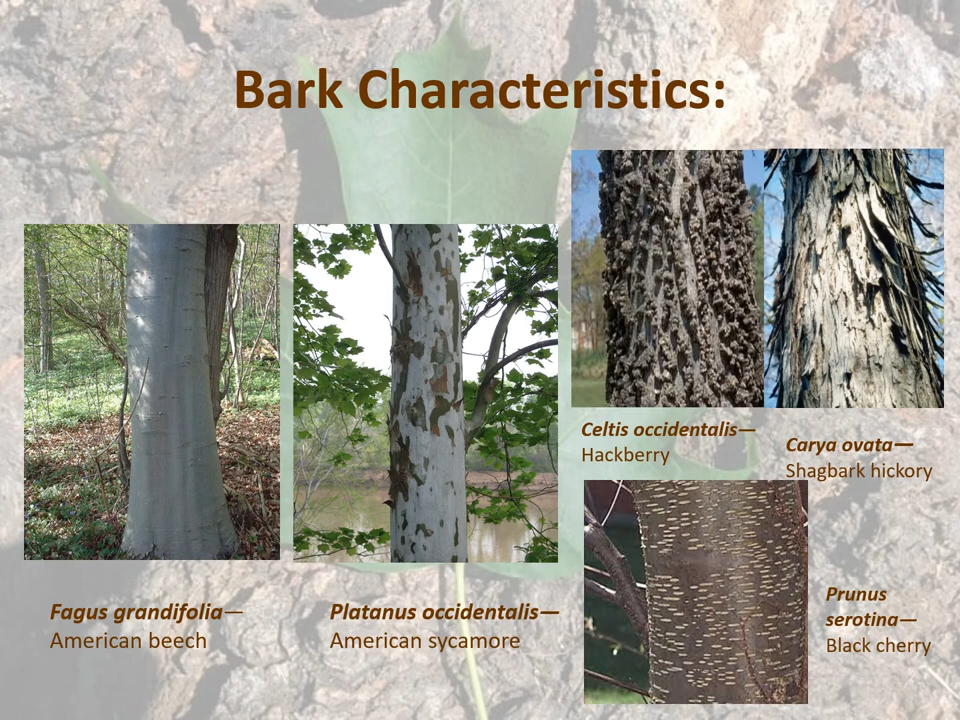 Bark Characteristics:
Celtis occidentalis—
Hackberry
Carya ovata—
Shagbark hickory
Fagus grandifolia—
American beech
Platanus occidentalis—
American sycamore
Prunus
serotina—
Black cherry